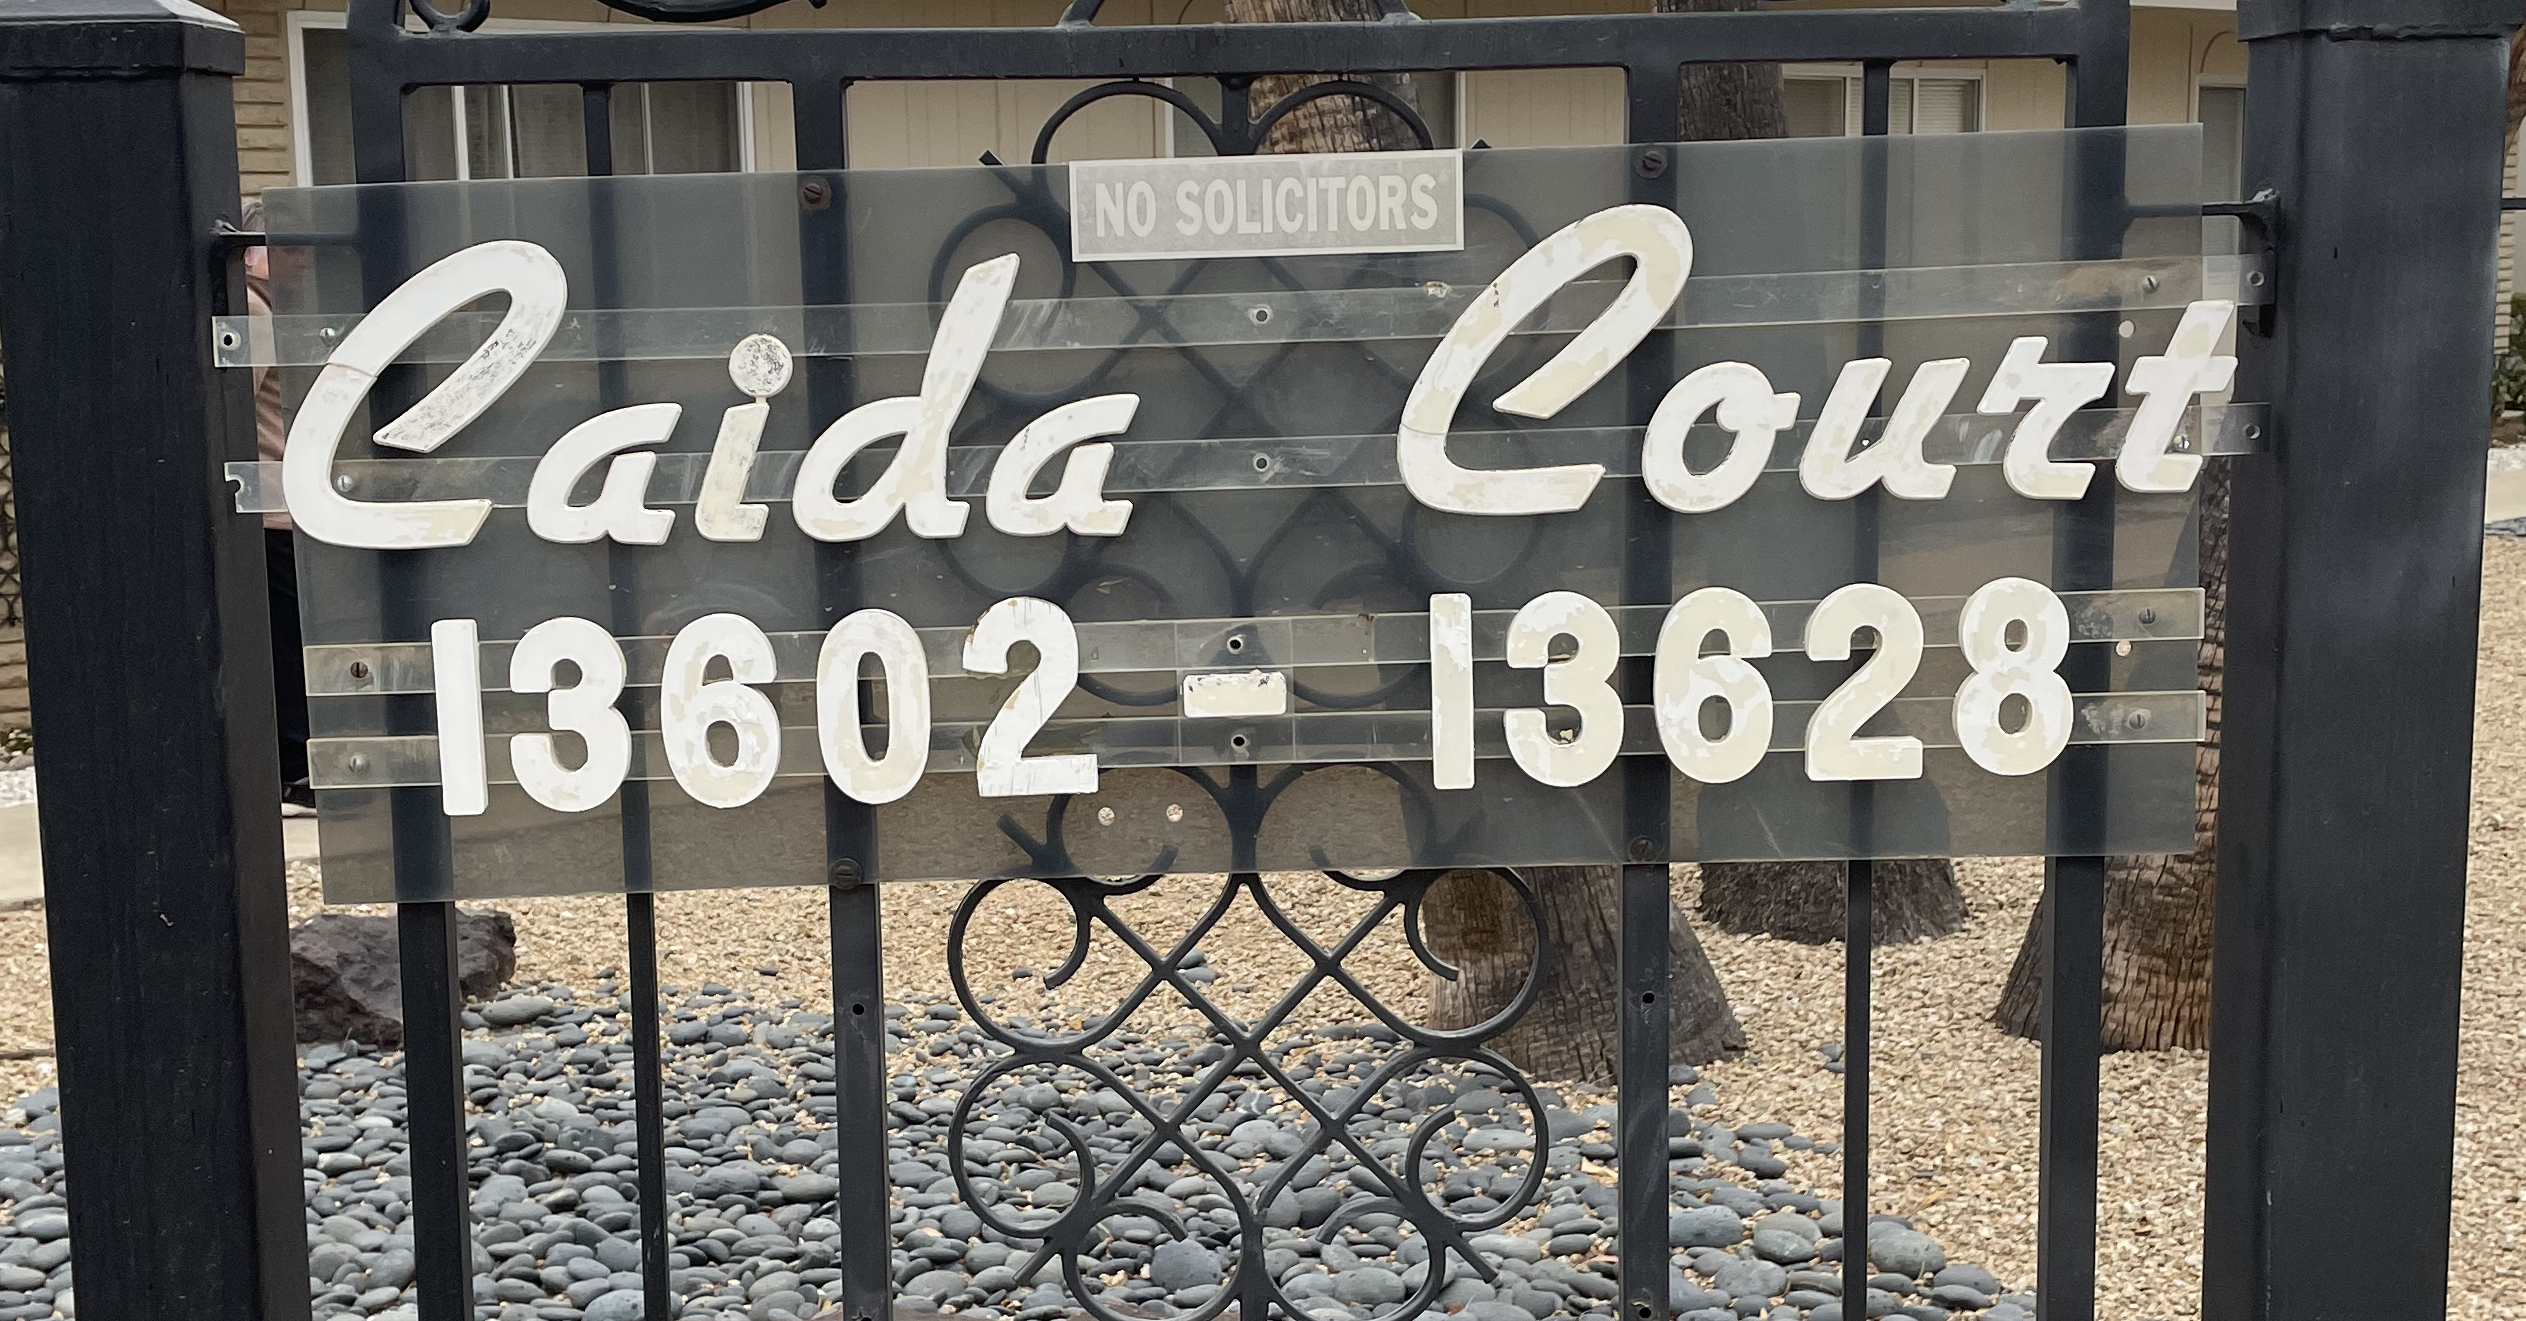 NO SOLICITORS
Caida Court
13602 - 13628